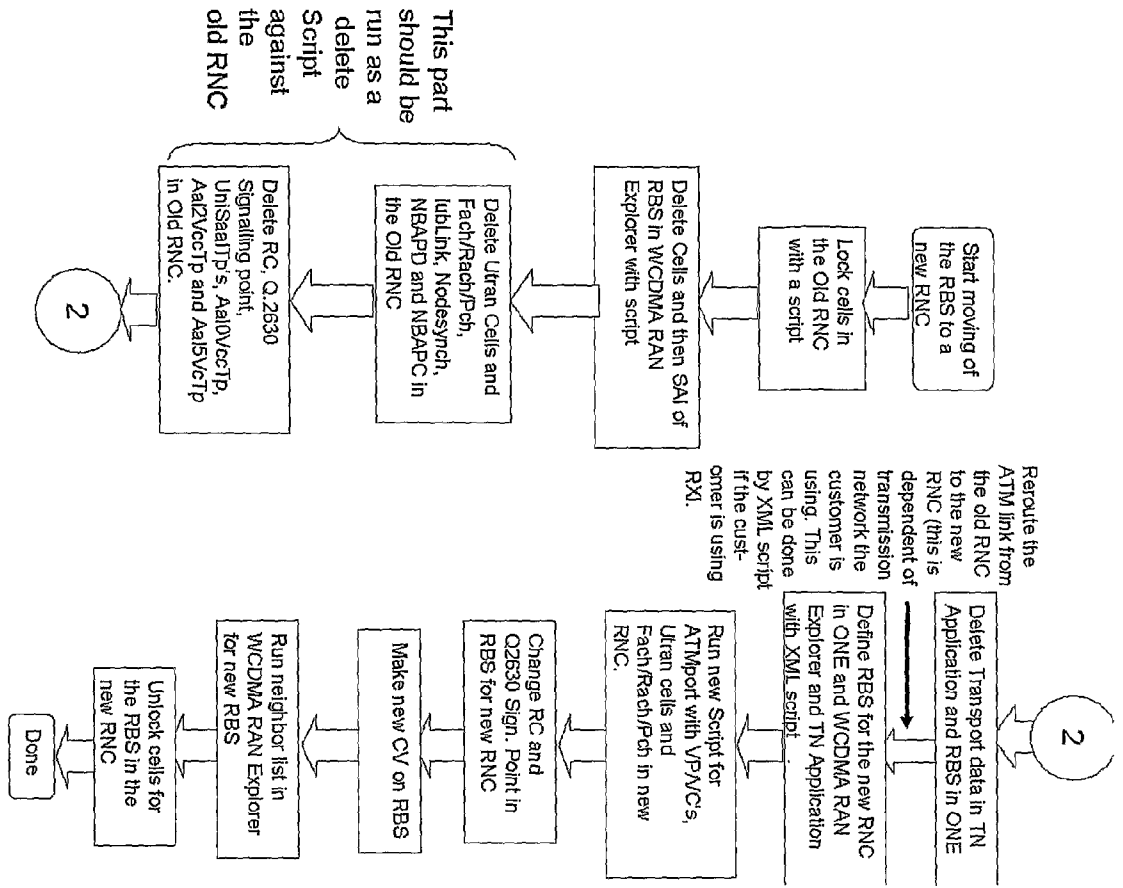 Start moving of
the RBS to a
new RNC
Lock cells in
the Old RNC
with a script
Delete Cells and then SAI of
RBS in WCDMA RAN
Explorer with script
This part
should be
run as a
delete
Script
against
the
old RNC
Delete Utran Cells and
Fach/Rach/Pch,
IubLink, Nodesynch,
NBAPD and NBAPC in
the Old RNC
Delete RC, Q.2630
Signalling point,
UniSaalTp's, Aal0VccTp,
Aal2VccTp and Aal5VcTp
in Old RNC.
2
2
Delete Transport data in TN
Application and RBS in ONE
Reroute the
ATM link from
the old RNC
to the new
RNC (this is
dependent of
transmission
network the
customer is
using. This
can be done
by XML script
if the cust-
omer is using
RXI.
Define RBS for the new RNC
in ONE and WCDMA RAN
Explorer and TN Application
with XML script
Run new Script for
ATMport with VP/VC's,
Utran cells and
Fach/Rach/Pch in new
RNC.
Change RC and
Q2630 Sign. Point in
RBS for new RNC
Make new CV on RBS
Run neighbor list in
WCDMA RAN Explorer
for new RBS
Unlock cells for
the RBS in the
new RNC
Done